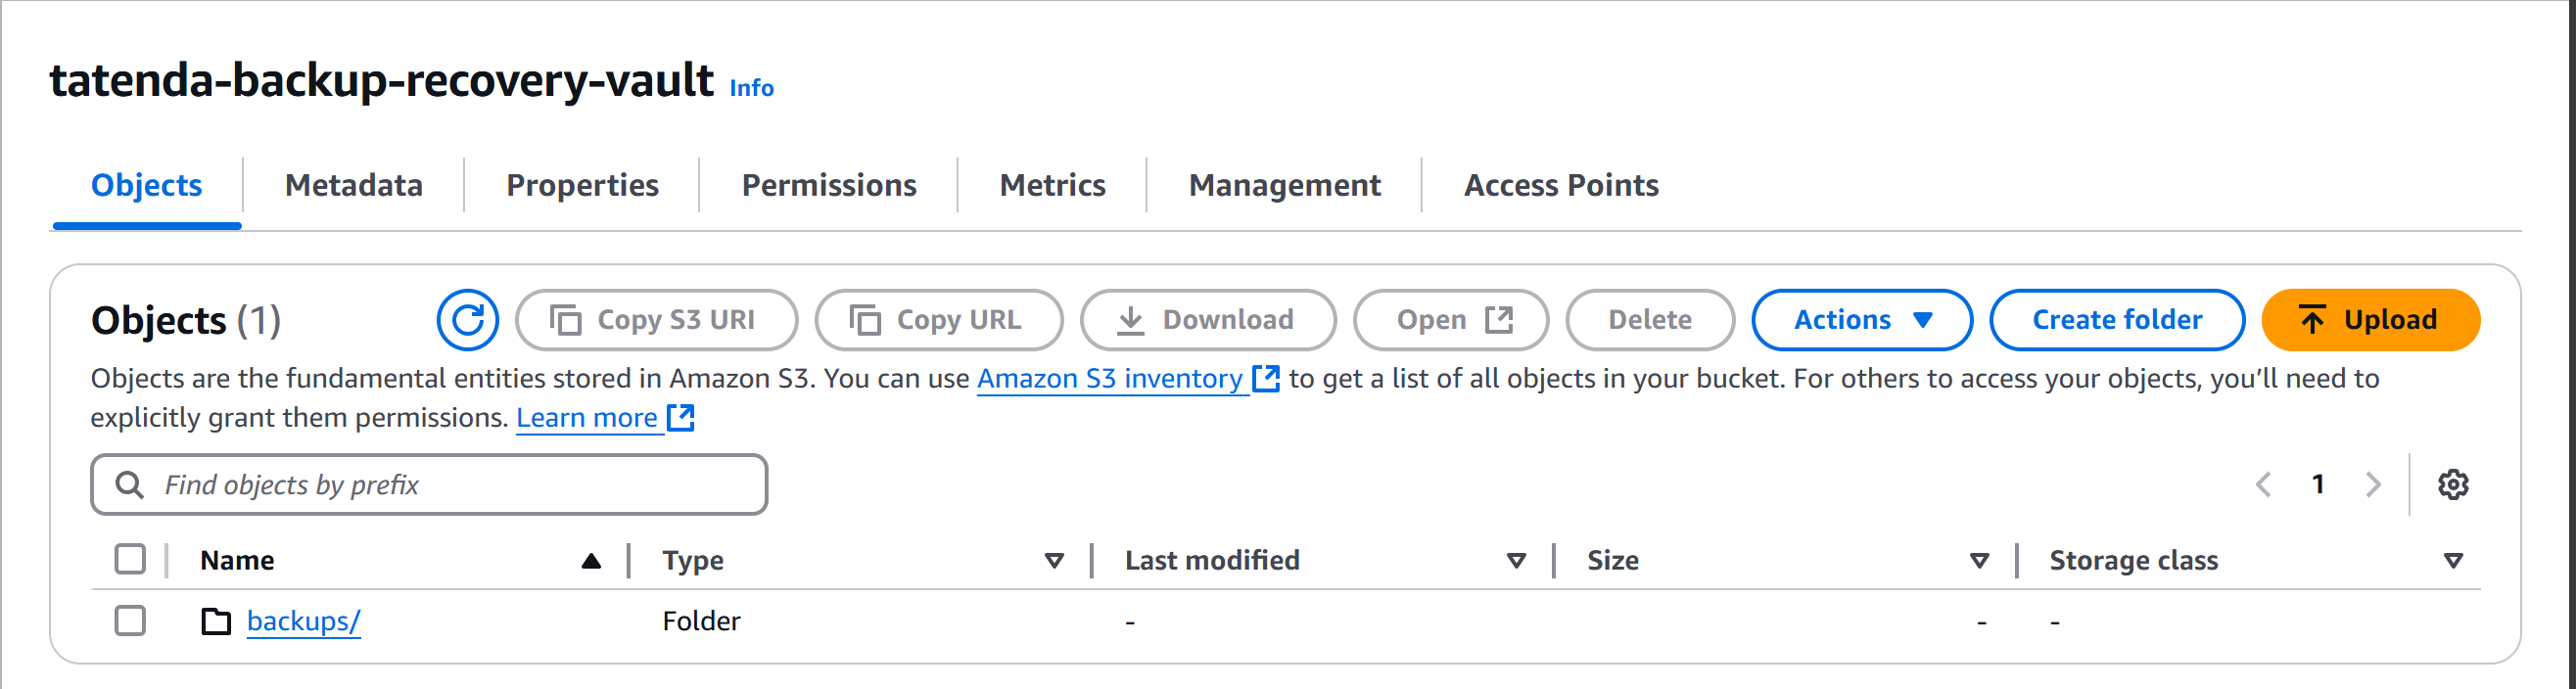 tatenda-backup-recovery-vault Info
Objects Metadata Properties Permissions Metrics Management Access Points
Objects (1) Copy S3 URI Copy URL Download Open Delete Actions Create folder Upload
Objects are the fundamental entities stored in Amazon S3. You can use Amazon S3 inventory to get a list of all objects in your bucket. For others to access your objects, you’ll need to
explicitly grant them permissions. Learn more
Find objects by prefix 1
Name Type Last modified Size Storage class
backups/ Folder - - -